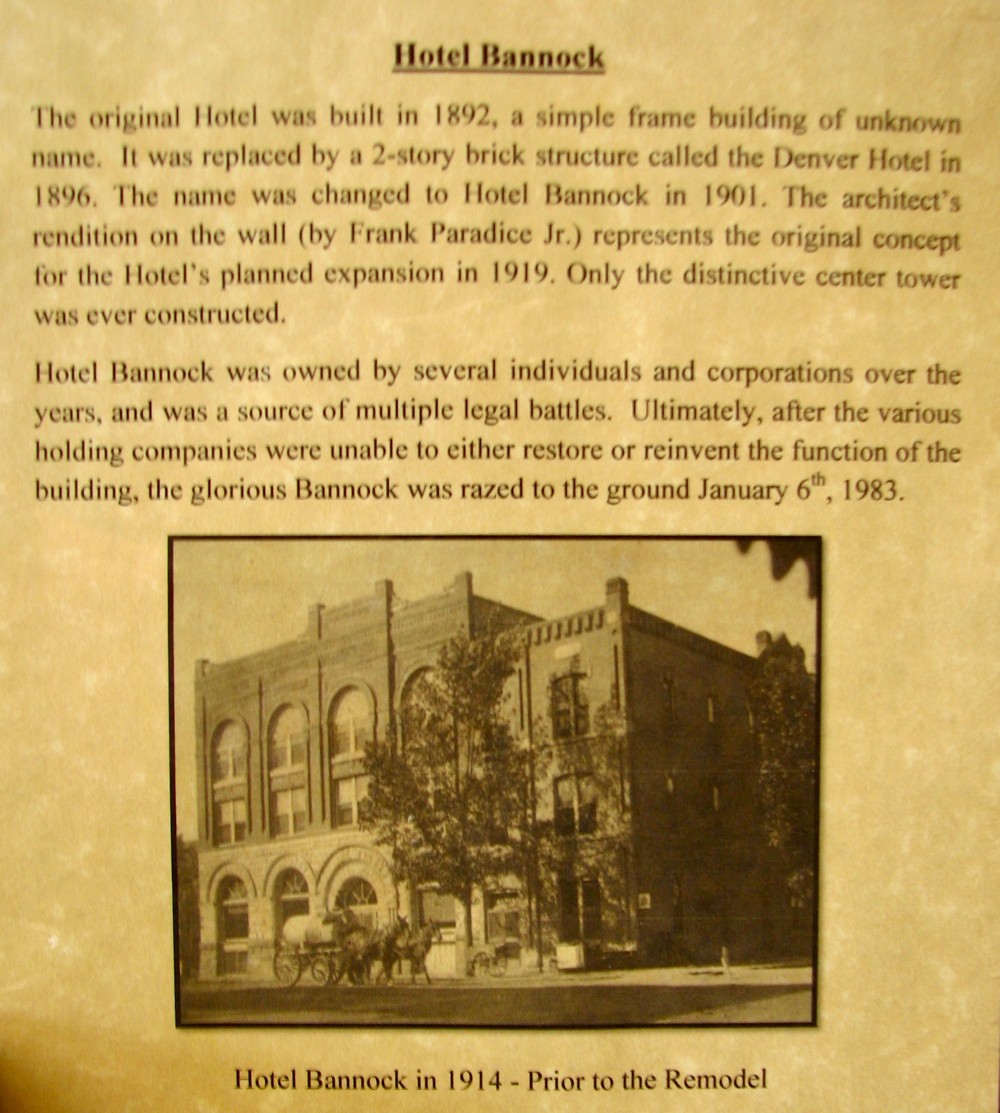 Hotel Bannock
The original Hotel was built in 1892, a simple frame building of unknown
name. It was replaced by a 2-story brick structure called the Denver Hotel in
1896. The name was changed to Hotel Bannock in 1901. The architect's
rendition on the wall (by Frank Paradice Jr.) represents the original concept
for the Hotel's planned expansion in 1919. Only the distinctive center tower
was ever constructed.
Hotel Bannock was owned by several individuals and corporations over the
years, and was a source of multiple legal battles. Ultimately, after the various
holding companies were unable to either restore or reinvent the function of the
building, the glorious Bannock was razed to the ground January 6th, 1983.
Hotel Bannock in 1914 - Prior to the Remodel